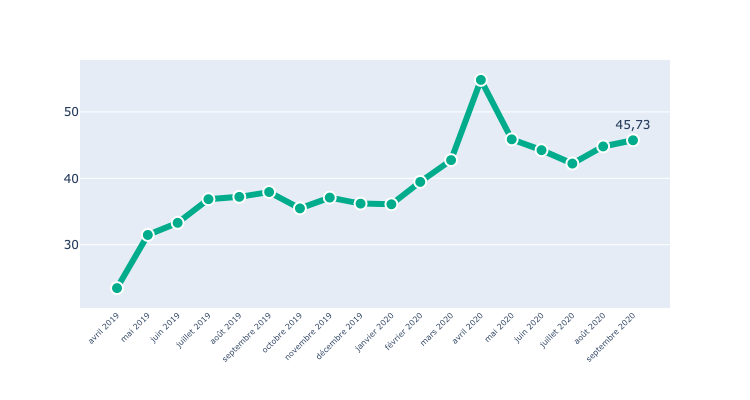 50
40
30
45,73
avril 2019
mai 2019
juin 2019
juillet 2019
août 2019
septembre 2019
octobre 2019
novembre 2019
décembre 2019
janvier 2020
février 2020
mars 2020
avril 2020
mai 2020
juin 2020
juillet 2020
août 2020
septembre 2020